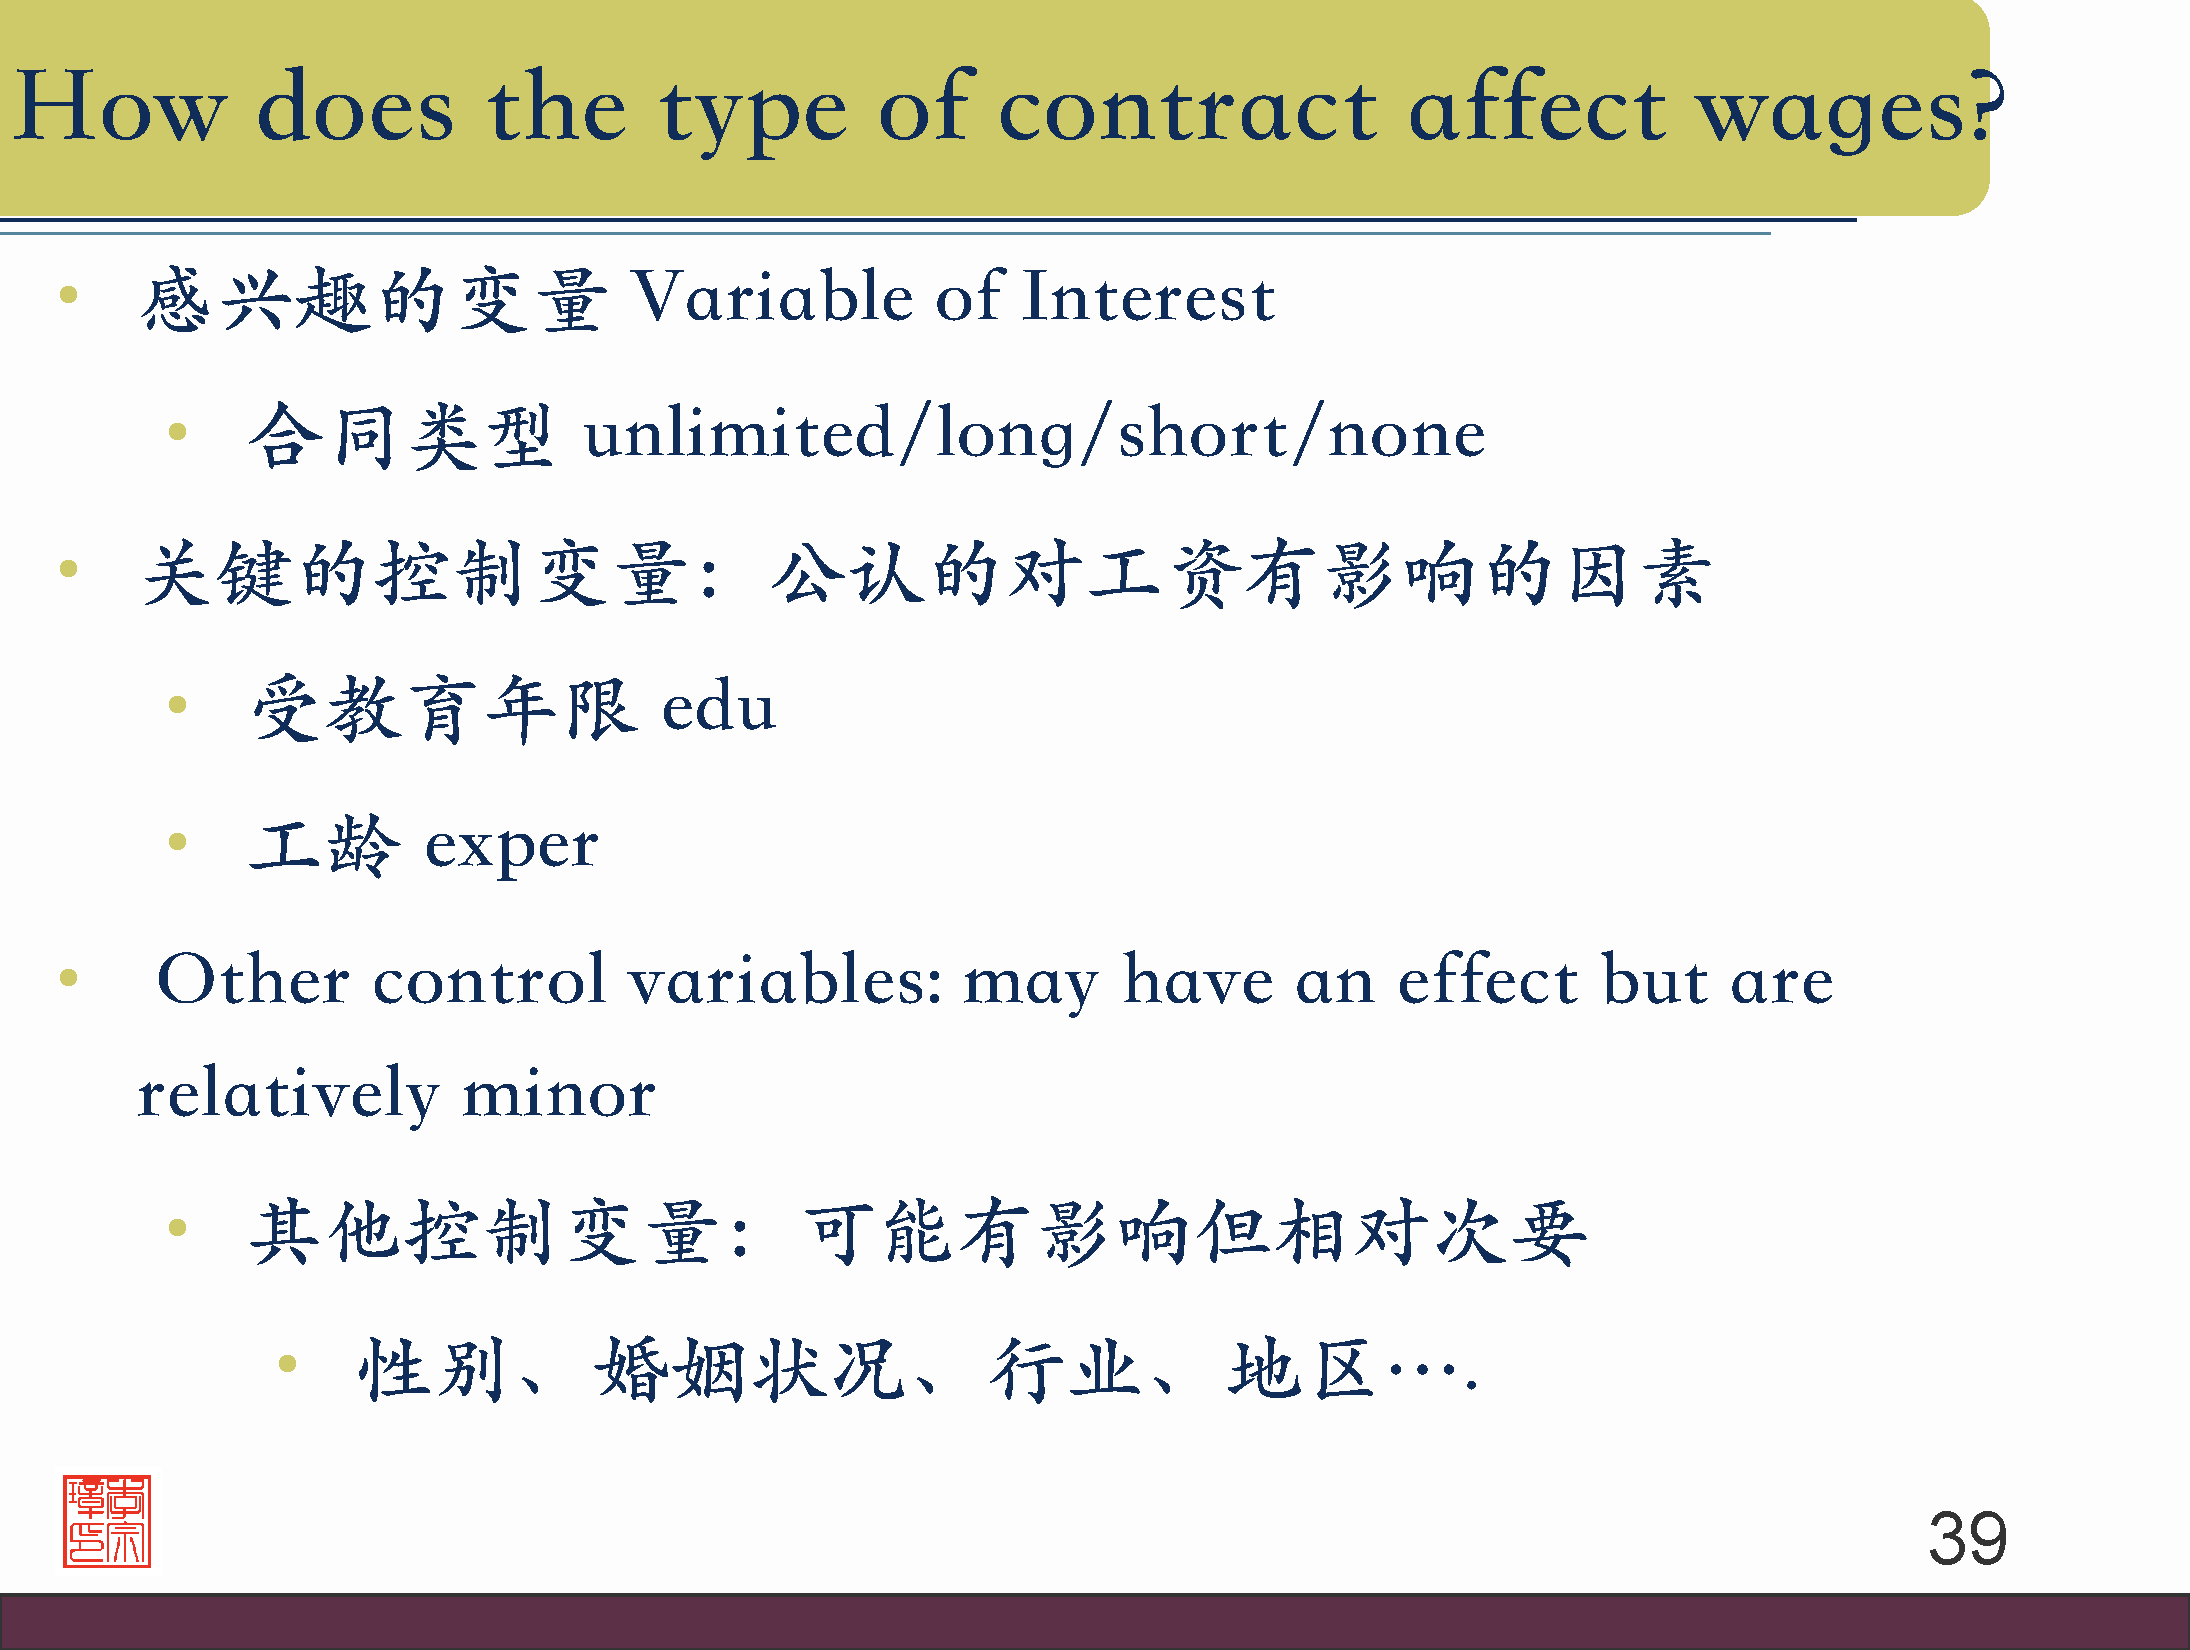 How does the type of contract affect wages?
• 感兴趣的变量 Variable of Interest
• 合同类型 unlimited/long/short/none
• 关键的控制变量：公认的对工资有影响的因素
• 受教育年限 edu
• 工龄 exper
• Other control variables: may have an effect but are
relatively minor
• 其他控制变量：可能有影响但相对次要
• 性别、婚姻状况、行业、地区….
李宗
璋印
39